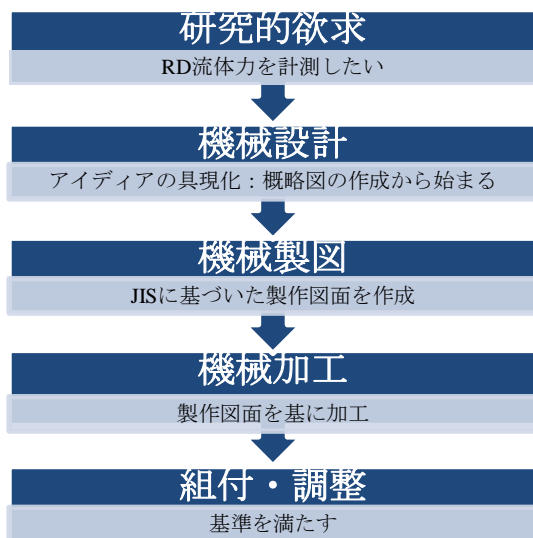 研究的欲求
RD流体力を計測したい
機械設計
アイディアの具現化：概略図の作成から始まる
機械製図
JISに基づいた製作図面を作成
機械加工
製作図面を基に加工
組付・調整
基準を満たす